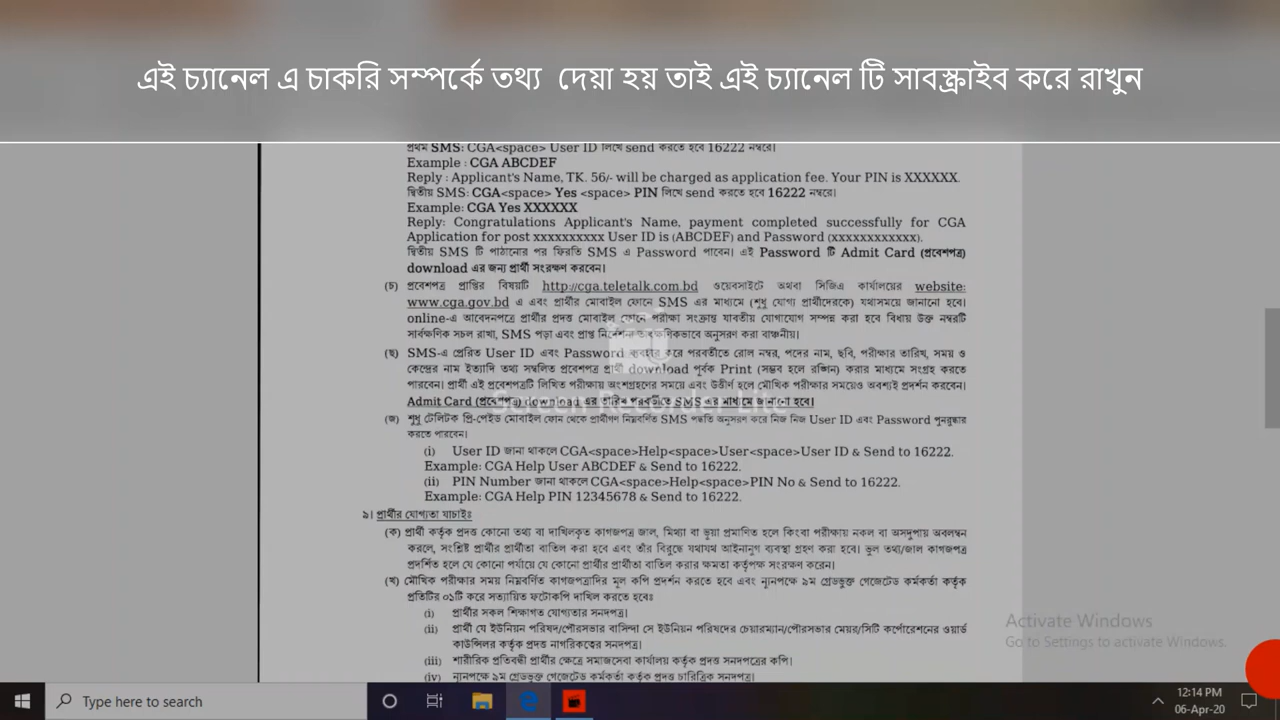 এই চ্যানেল এ চাকরি সম্পর্কে তথ্য দেয়া হয় তাই এই চ্যানেল টি সাবস্ক্রাইব করে রাখুন
প্রথম SMS: CGA<space> User ID লিখে send করতে হবে 16222 নম্বরে।
Example : CGA ABCDEF
Reply : Applicant's Name, TK. 56/- will be charged as application fee. Your PIN is XXXXXX.
দ্বিতীয় SMS: CGA<space> Yes <space> PIN লিখে send করতে হবে 16222 নম্বরে।
Example: CGA Yes XXXXXX
Reply: Congratulations Applicant's Name, payment completed successfully for CGA
Application for post xxxxxxxxxx User ID is (ABCDEF) and Password (xxxxxxxxxxxx).
দ্বিতীয় SMS টি পাঠানোর পর ফিরতি SMS এ Password পাবেন। এই Password টি Admit Card (প্রবেশপত্র)
download এর জন্য প্রার্থী সংরক্ষণ করবেন।
(চ) প্রবেশপত্র প্রাপ্তির বিষয়টি http://cga.teletalk.com.bd ওয়েবসাইটে অথবা সিজিএ কার্যালয়ের website:
www.cga.gov.bd এ এবং প্রার্থীর মোবাইল ফোনে SMS এর মাধ্যমে (শুধু যোগ্য প্রার্থীদেরকে) যথাসময়ে জানানো হবে।
online-এ আবেদনপত্রে প্রার্থীর প্রদত্ত মোবাইল ফোনে পরীক্ষা সংক্রান্ত যাবতীয় যোগাযোগ সম্পন্ন করা হবে বিধায় উক্ত নম্বরটি
সার্বক্ষণিক সচল রাখা, SMS পড়া এবং প্রাপ্ত নির্দেশনা তাৎক্ষণিকভাবে অনুসরণ করা বাঞ্চনীয়।
(ছ) SMS-এ প্রেরিত User ID এবং Password ব্যবহার করে পরবর্তীতে রোল নম্বর, পদের নাম, ছবি, পরীক্ষার তারিখ, সময় ও
কেন্দ্রের নাম ইত্যাদি তথ্য সম্বলিত প্রবেশপত্র প্রার্থী download পূর্বক Print (সম্ভব হলে রঙ্গিন) করার মাধ্যমে সংগ্রহ করতে
পারবেন। প্রার্থী এই প্রবেশপত্রটি লিখিত পরীক্ষায় অংশগ্রহণের সময়ে এবং উত্তীর্ণ হলে মৌখিক পরীক্ষার সময়েও অবশ্যই প্রদর্শন করবেন।
Admit Card (প্রবেশপত্র) download এর তারিখ পরবর্তীতে SMS এর মাধ্যমে জানানো হবে।
Screen Recorder Lite
(জ) শুধু টেলিটক প্রি-পেইড মোবাইল ফোন থেকে প্রার্থীগণ নিম্নবর্ণিত SMS পদ্ধতি অনুসরণ করে নিজ নিজ User ID এবং Password পুনরুদ্ধার
করতে পারবেন।
(i) User ID জানা থাকলে CGA<space>Help<space>User<space>User ID & Send to 16222.
Example: CGA Help User ABCDEF & Send to 16222.
(ii) PIN Number জানা থাকলে CGA<space>Help<space>PIN No & Send to 16222.
Example: CGA Help PIN 12345678 & Send to 16222.
৯। প্রার্থীর যোগ্যতা যাচাইঃ
(ক) প্রার্থী কর্তৃক প্রদত্ত কোনো তথ্য বা দাখিলকৃত কাগজপত্র জাল, মিথ্যা বা ভুয়া প্রমাণিত হলে কিংবা পরীক্ষায় নকল বা অসদুপায় অবলম্বন
করলে, সংশ্লিষ্ট প্রার্থীর প্রার্থীতা বাতিল করা হবে এবং তাঁর বিরুদ্ধে যথাযথ আইনানুগ ব্যবস্থা গ্রহণ করা হবে। ভুল তথ্য/জাল কাগজপত্র
প্রদর্শিত হলে যে কোনো পর্যায়ে যে কোনো প্রার্থীর প্রার্থীতা বাতিল করার ক্ষমতা কর্তৃপক্ষ সংরক্ষণ করেন।
(খ) মৌখিক পরীক্ষার সময় নিম্নবর্ণিত কাগজপত্রাদির মূল কপি প্রদর্শন করতে হবে এবং ন্যূনপক্ষে ৯ম গ্রেডভুক্ত গেজেটেড কর্মকর্তা কর্তৃক
প্রতিটির ০১টি করে সত্যায়িত ফটোকপি দাখিল করতে হবেঃ
(i) প্রার্থীর সকল শিক্ষাগত যোগ্যতার সনদপত্র।
(ii) প্রার্থী যে ইউনিয়ন পরিষদ/পৌরসভার বাসিন্দা সে ইউনিয়ন পরিষদের চেয়ারম্যান/পৌরসভার মেয়র/সিটি কর্পোরেশনের ওয়ার্ড
কাউন্সিলর কর্তৃক প্রদত্ত নাগরিকত্বের সনদপত্র।
(iii) শারীরিক প্রতিবন্ধী প্রার্থীর ক্ষেত্রে সমাজসেবা কার্যালয় কর্তৃক প্রদত্ত সনদপত্রের কপি।
(iv) ন্যূনপক্ষে ৯ম গ্রেডভুক্ত গেজেটেড কর্মকর্তা কর্তৃক প্রদত্ত চারিত্রিক সনদপত্র।
Activate Windows
Go to Settings to activate Windows.
Type here to search
12:14 PM
06-Apr-20